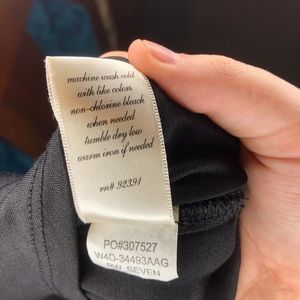 machine wash cold
with like colors
non-chlorine bleach
when needed
tumble dry low
warm iron if needed
rn# 92391
PO#307527
W4D-34493AAG
RW SEVEN